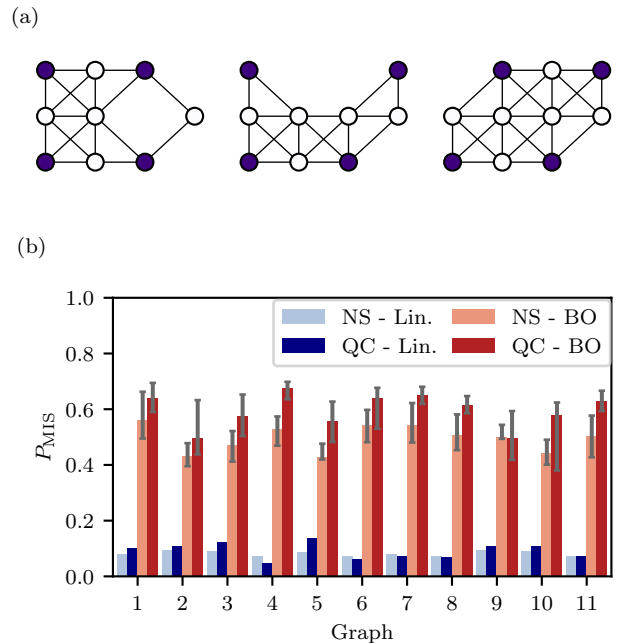 (a)
(b)
1.0
0.8
0.6
0.4
0.2
0.0
P_MIS
NS - Lin. NS - BO
QC - Lin. QC - BO
1 2 3 4 5 6 7 8 9 10 11
Graph